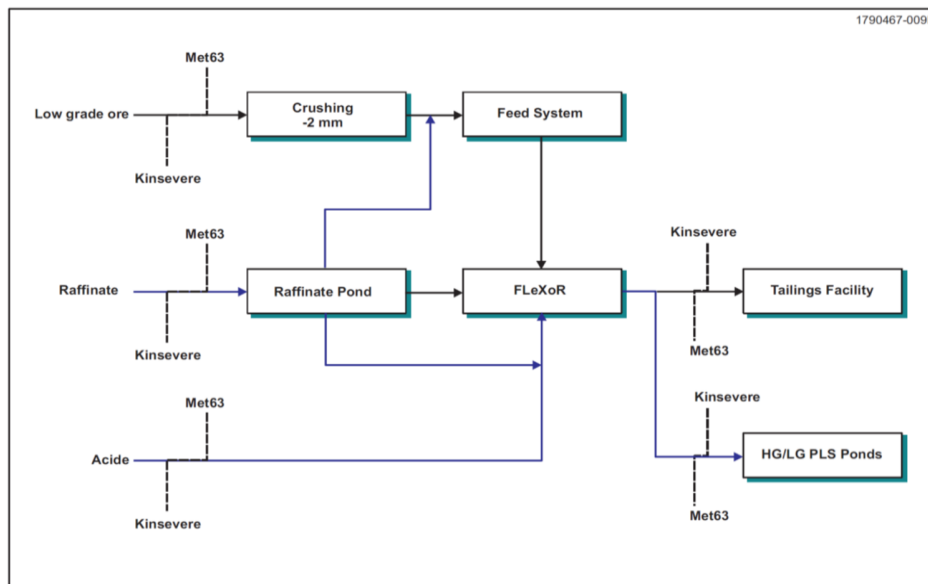 1790467-009
Met63
Low grade ore
Crushing
-2 mm
Feed System
Kinsevere
Met63
Kinsevere
Raffinate
Raffinate Pond
FLeXoR
Tailings Facility
Kinsevere
Met63
Met63
Kinsevere
Acide
HG/LG PLS Ponds
Kinsevere
Met63